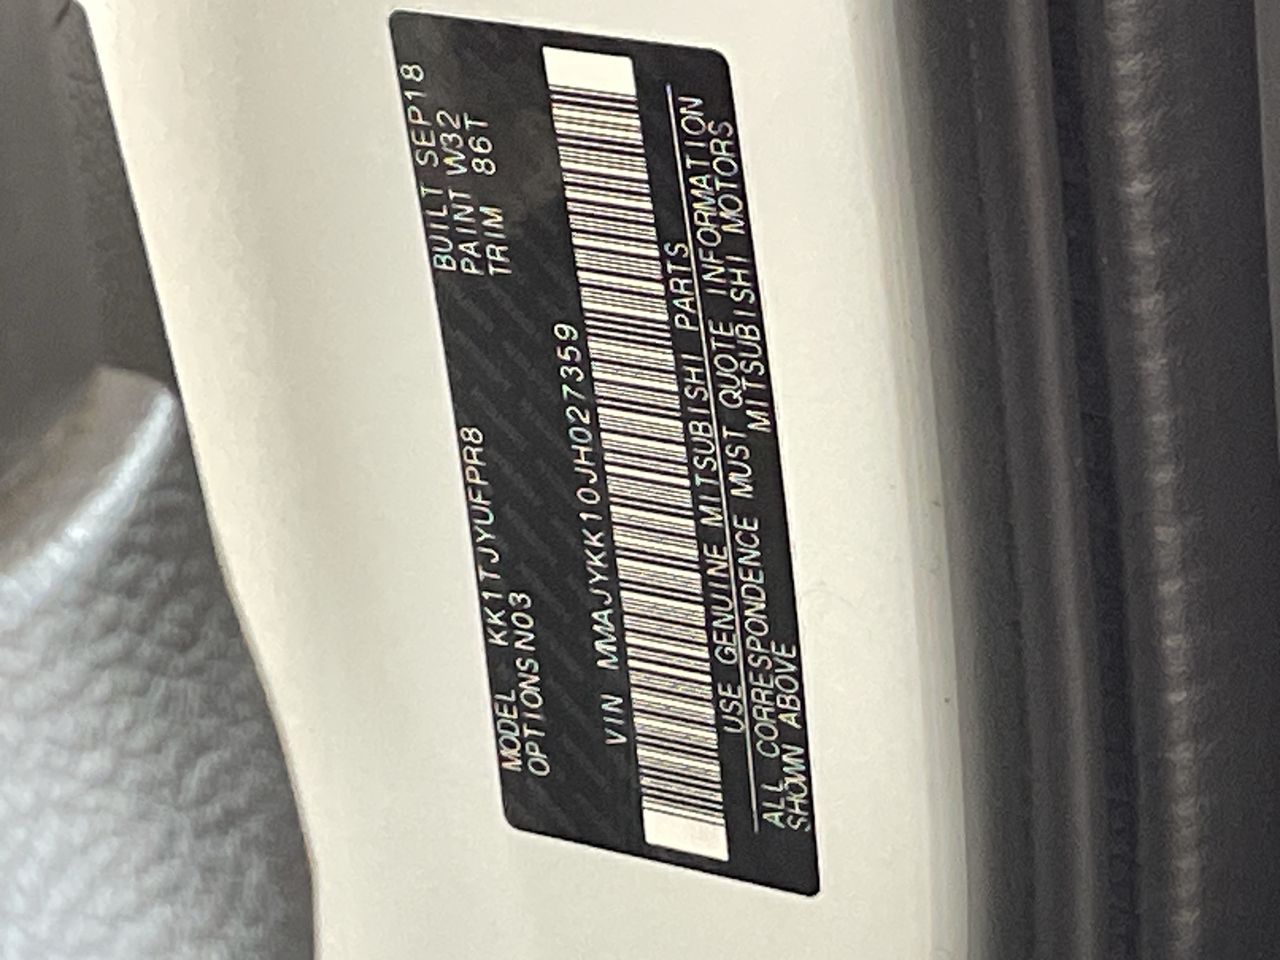 MODEL KK1TJYUFPR8 BUILT SEP18
OPTIONS N03 PAINT W32
TRIM 86T
VIN MMAJYKK10JH027359
USE GENUINE MITSUBISHI PARTS
ALL CORRESPONDENCE MUST QUOTE INFORMATION
SHOWN ABOVE MITSUBISHI MOTORS